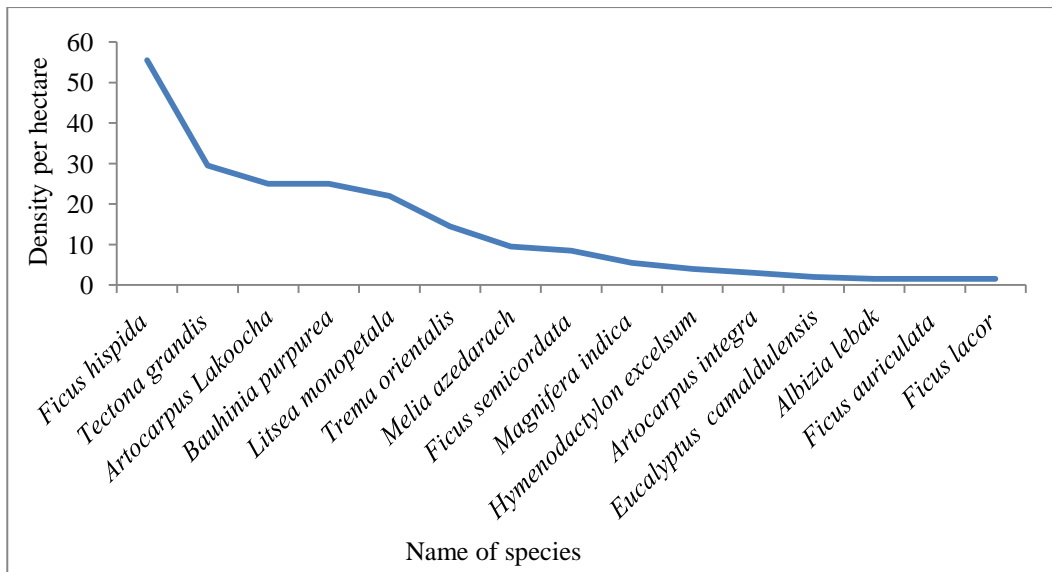 Density per hectare
60
50
40
30
20
10
0
Ficus hispida
Tectona grandis
Artocarpus Lakoocha
Bauhinia purpurea
Litsea monopetala
Trema orientalis
Melia azedarach
Ficus semicordata
Magnifera indica
Hymenodactylon excelsum
Artocarpus integra
Eucalyptus camaldulensis
Albizia lebak
Ficus auriculata
Ficus lacor
Name of species